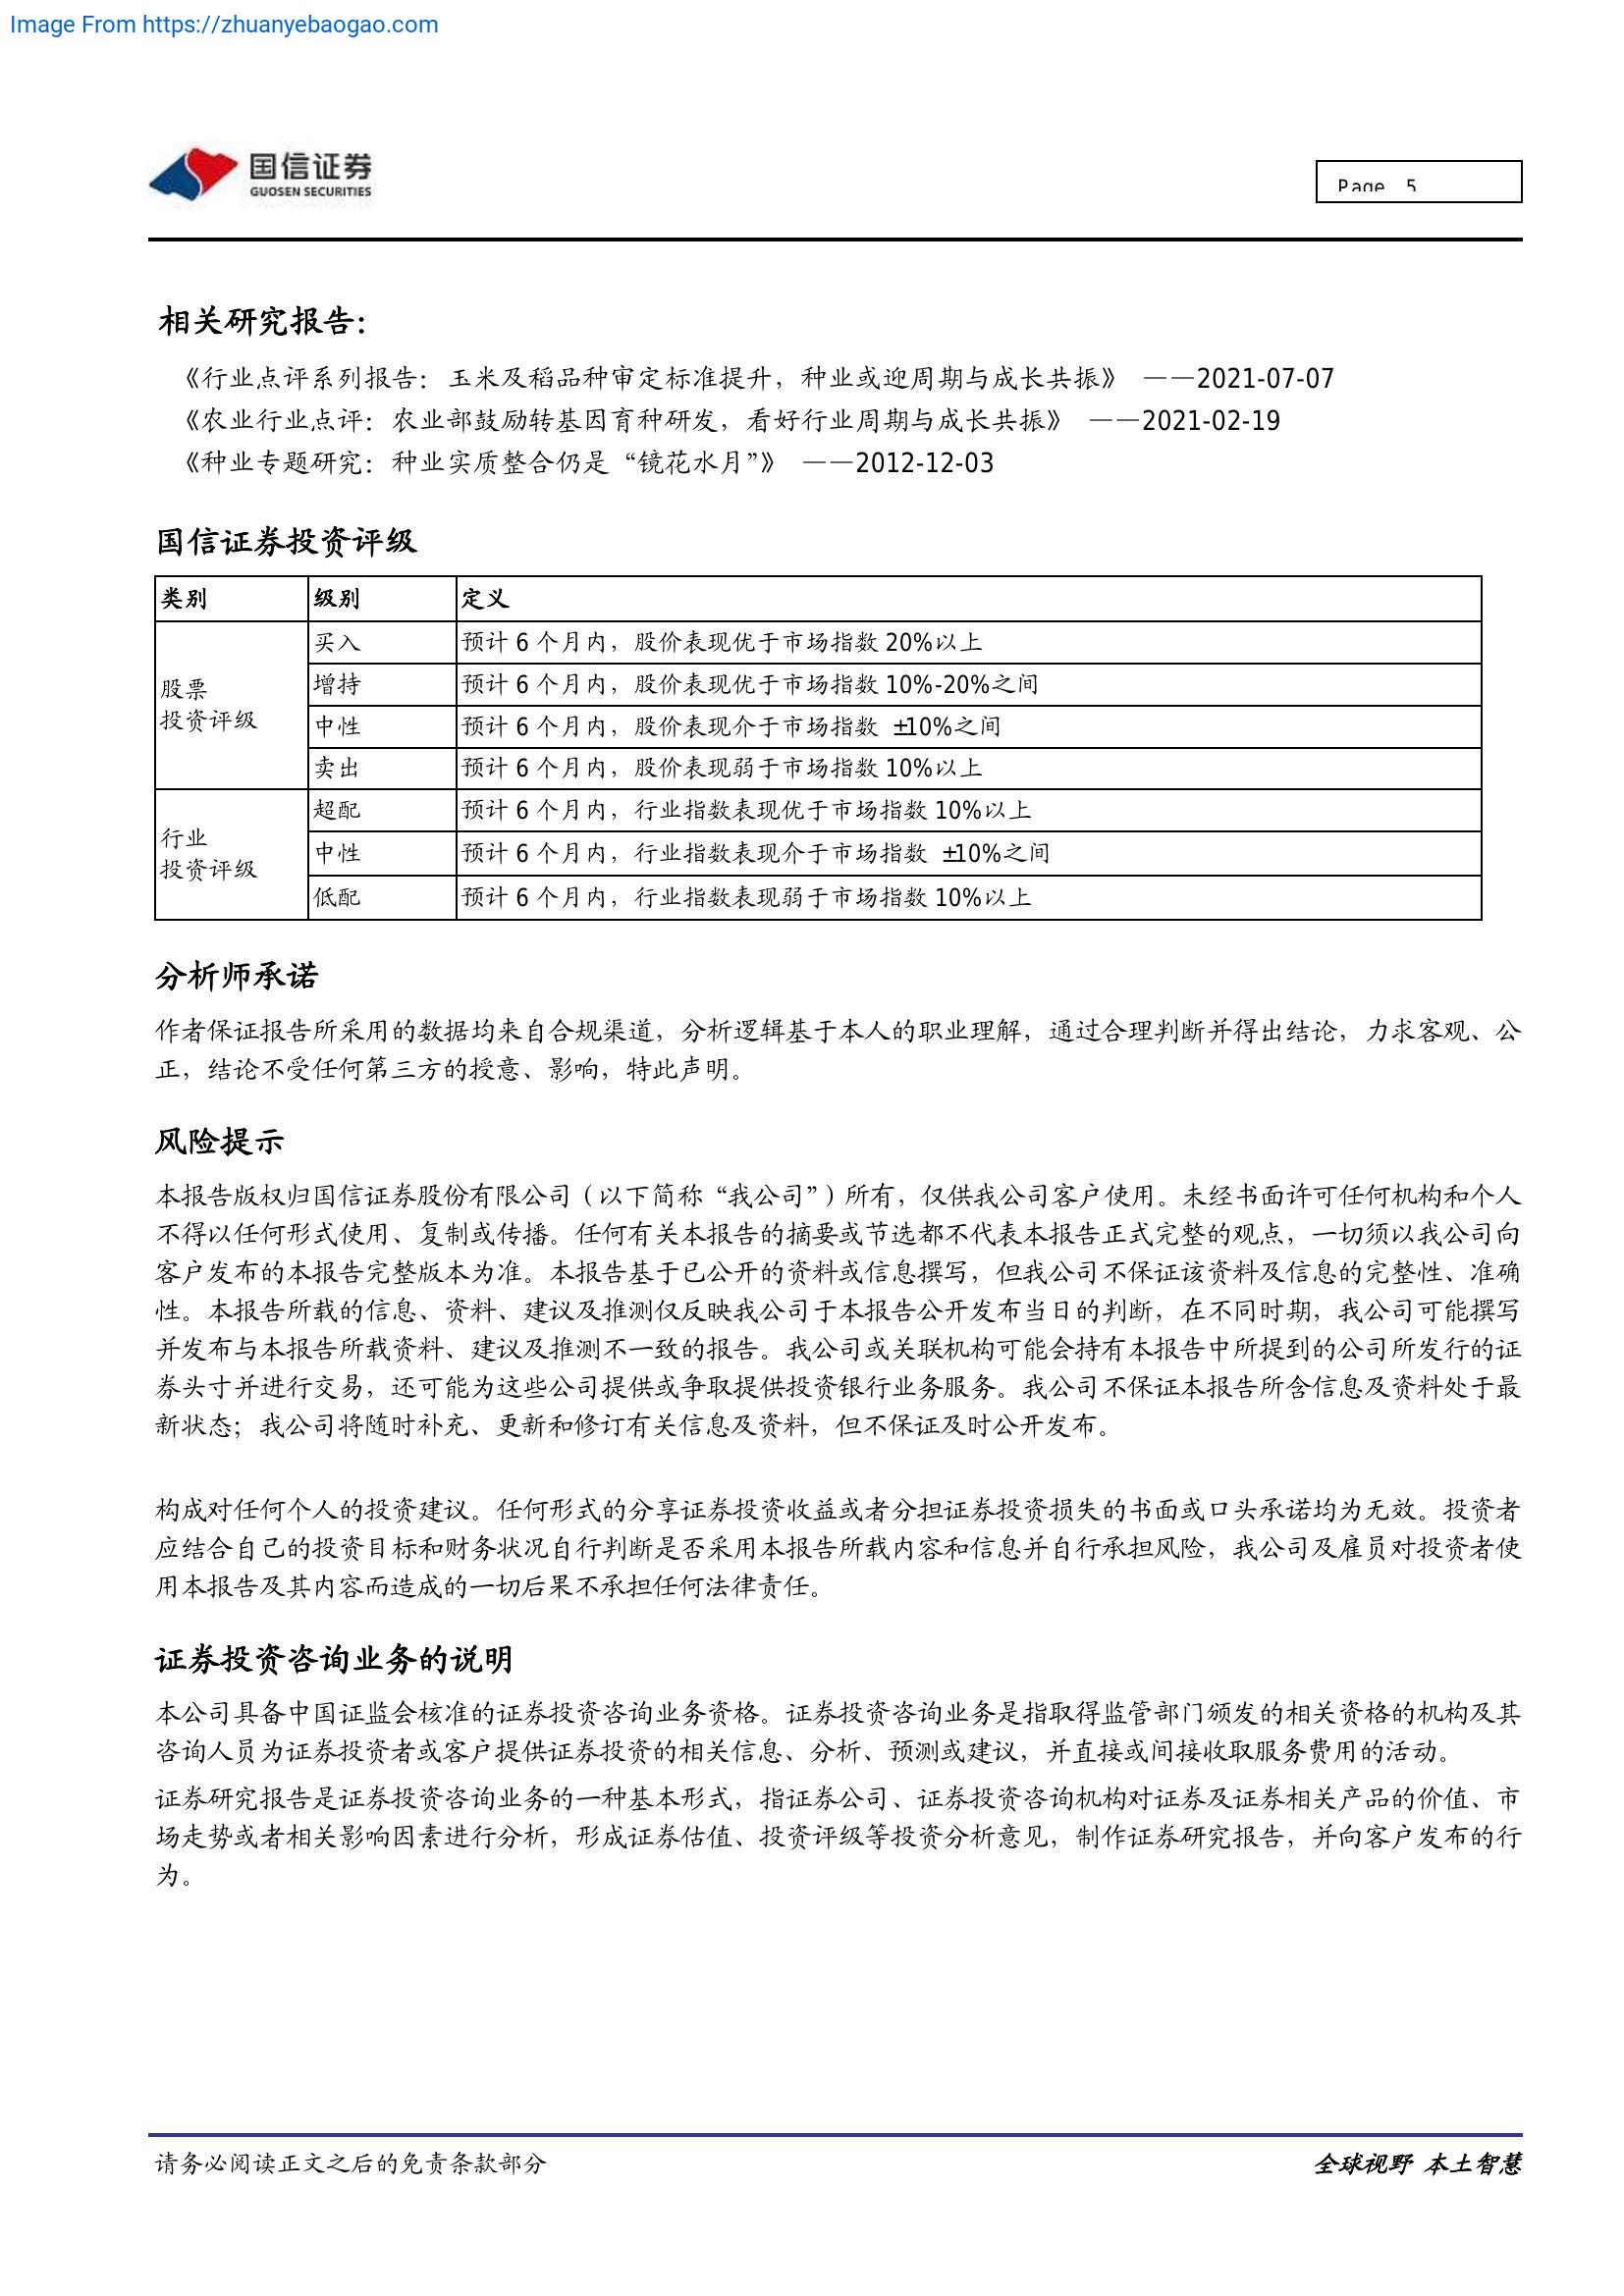 Image From https://zhuanyebaogao.com
国信证券
GUOSEN SECURITIES
Page 5
相关研究报告：
《行业点评系列报告：玉米及稻品种审定标准提升，种业或迎周期与成长共振》 ——2021-07-07
《农业行业点评：农业部鼓励转基因育种研发，看好行业周期与成长共振》 ——2021-02-19
《种业专题研究：种业实质整合仍是“镜花水月”》 ——2012-12-03
国信证券投资评级
类别 级别 定义
股票
投资评级
买入 预计 6 个月内，股价表现优于市场指数 20%以上
增持 预计 6 个月内，股价表现优于市场指数 10%-20%之间
中性 预计 6 个月内，股价表现介于市场指数 ±10%之间
卖出 预计 6 个月内，股价表现弱于市场指数 10%以上
行业
投资评级
超配 预计 6 个月内，行业指数表现优于市场指数 10%以上
中性 预计 6 个月内，行业指数表现介于市场指数 ±10%之间
低配 预计 6 个月内，行业指数表现弱于市场指数 10%以上
分析师承诺
作者保证报告所采用的数据均来自合规渠道，分析逻辑基于本人的职业理解，通过合理判断并得出结论，力求客观、公
正，结论不受任何第三方的授意、影响，特此声明。
风险提示
本报告版权归国信证券股份有限公司（以下简称“我公司”）所有，仅供我公司客户使用。未经书面许可任何机构和个人
不得以任何形式使用、复制或传播。任何有关本报告的摘要或节选都不代表本报告正式完整的观点，一切须以我公司向
客户发布的本报告完整版本为准。本报告基于已公开的资料或信息撰写，但我公司不保证该资料及信息的完整性、准确
性。本报告所载的信息、资料、建议及推测仅反映我公司于本报告公开发布当日的判断，在不同时期，我公司可能撰写
并发布与本报告所载资料、建议及推测不一致的报告。我公司或关联机构可能会持有本报告中所提到的公司所发行的证
券头寸并进行交易，还可能为这些公司提供或争取提供投资银行业务服务。我公司不保证本报告所含信息及资料处于最
新状态；我公司将随时补充、更新和修订有关信息及资料，但不保证及时公开发布。
构成对任何个人的投资建议。任何形式的分享证券投资收益或者分担证券投资损失的书面或口头承诺均为无效。投资者
应结合自己的投资目标和财务状况自行判断是否采用本报告所载内容和信息并自行承担风险，我公司及雇员对投资者使
用本报告及其内容而造成的一切后果不承担任何法律责任。
证券投资咨询业务的说明
本公司具备中国证监会核准的证券投资咨询业务资格。证券投资咨询业务是指取得监管部门颁发的相关资格的机构及其
咨询人员为证券投资者或客户提供证券投资的相关信息、分析、预测或建议，并直接或间接收取服务费用的活动。
证券研究报告是证券投资咨询业务的一种基本形式，指证券公司、证券投资咨询机构对证券及证券相关产品的价值、市
场走势或者相关影响因素进行分析，形成证券估值、投资评级等投资分析意见，制作证券研究报告，并向客户发布的行
为。
请务必阅读正文之后的免责条款部分
全球视野 本土智慧